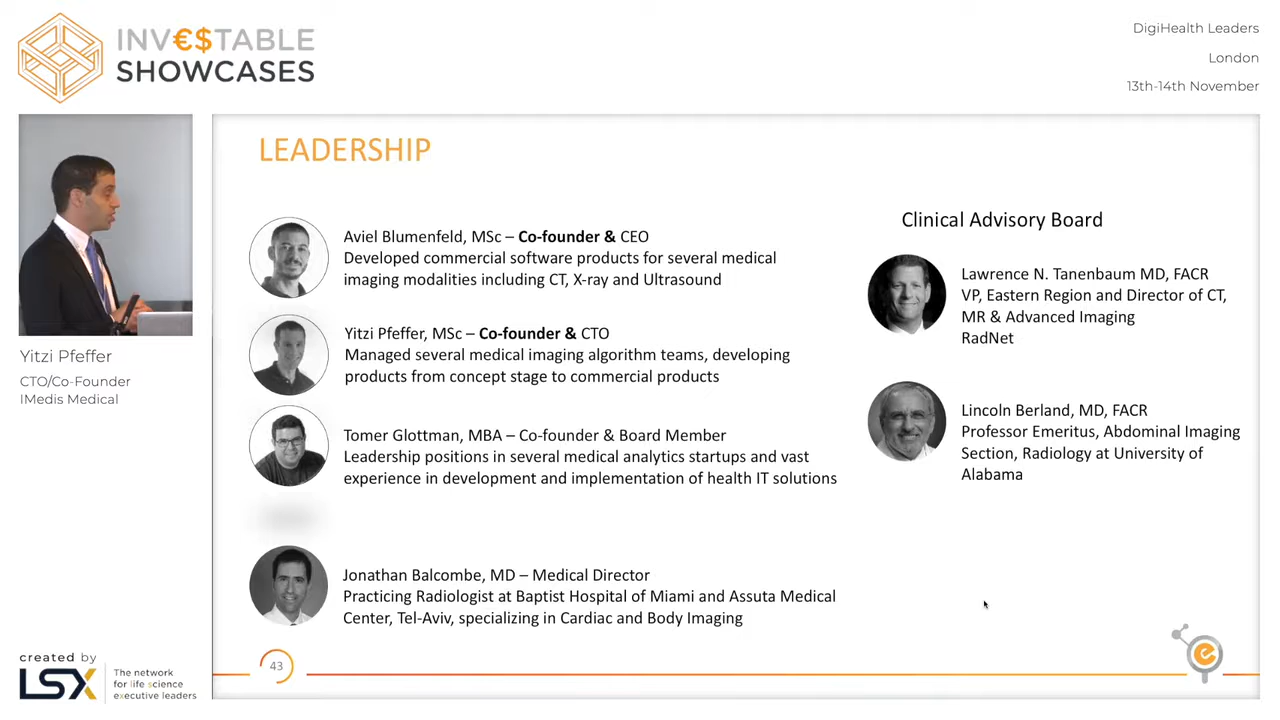 INV€$TABLE
SHOWCASES
DigiHealth Leaders
London
13th-14th November
Yitzi Pfeffer
CTO/Co-Founder
IMedis Medical
created by
LSX
The network
for life science
executive leaders
LEADERSHIP
Aviel Blumenfeld, MSc – Co-founder & CEO
Developed commercial software products for several medical
imaging modalities including CT, X-ray and Ultrasound
Yitzi Pfeffer, MSc – Co-founder & CTO
Managed several medical imaging algorithm teams, developing
products from concept stage to commercial products
Tomer Glottman, MBA – Co-founder & Board Member
Leadership positions in several medical analytics startups and vast
experience in development and implementation of health IT solutions
Jonathan Balcombe, MD – Medical Director
Practicing Radiologist at Baptist Hospital of Miami and Assuta Medical
Center, Tel-Aviv, specializing in Cardiac and Body Imaging
Clinical Advisory Board
Lawrence N. Tanenbaum MD, FACR
VP, Eastern Region and Director of CT,
MR & Advanced Imaging
RadNet
Lincoln Berland, MD, FACR
Professor Emeritus, Abdominal Imaging
Section, Radiology at University of
Alabama
43
e